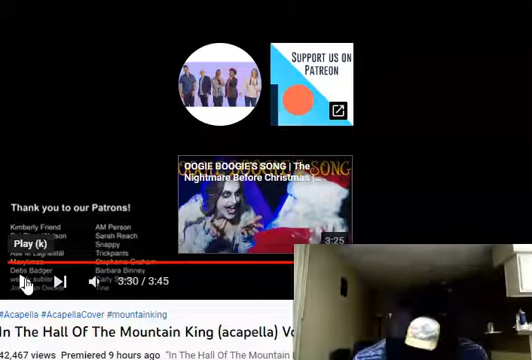 SUPPORT US ON
PATREON
OOGIE BOOGIE'S SONG | The
Nightmare Before Christmas |...
3:25
Thank you to our Patrons!
Kimberly Friend
AM Person
Sarah Reach
Snappy
Trickpants
Debs Badger
Barbara Binney
Play (k)
3:30 / 3:45
#Acapella #AcapellaCover #mountainking
In The Hall Of The Mountain King (acapella) Vo
42,467 views Premiered 9 hours ago "In The Hall Of The Mountain